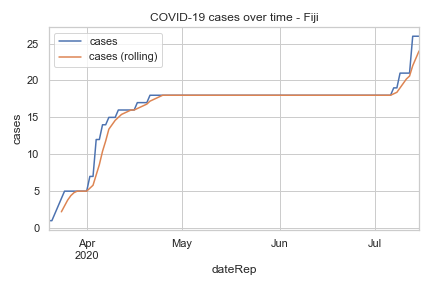 COVID-19 cases over time - Fiji
cases
cases (rolling)
25
20
15
10
5
0
cases
Apr
2020
May
Jun
Jul
dateRep